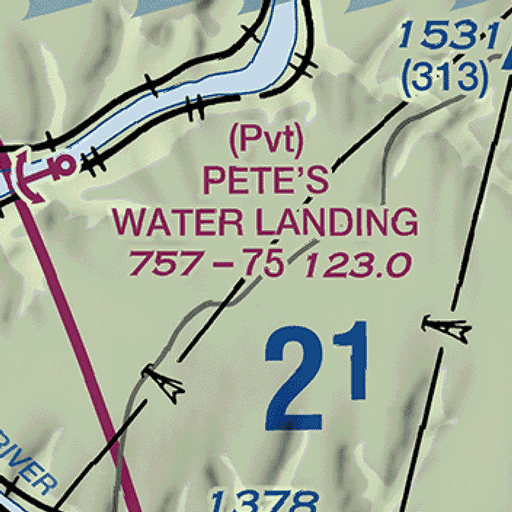 1531
(313)
(Pvt)
PETE'S
WATER LANDING
757 – 75 123.0
2¹
RIVER
1378